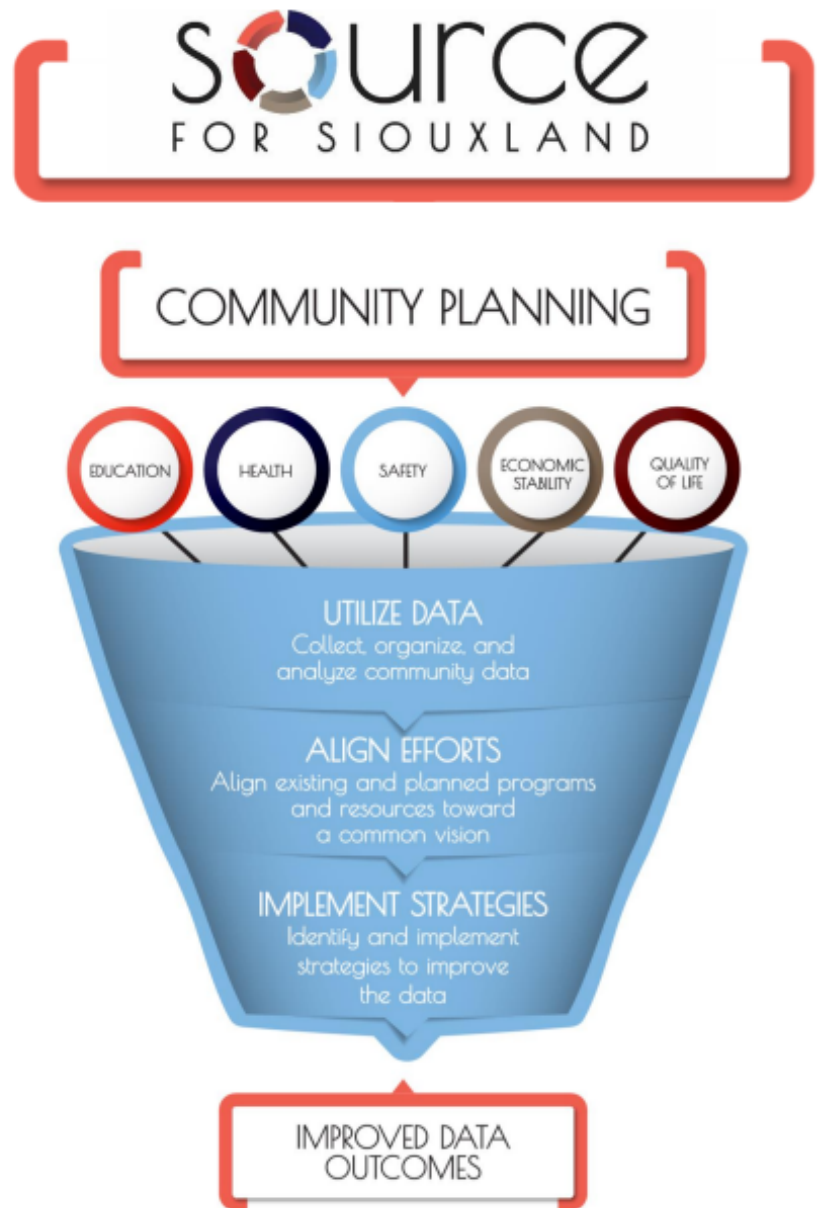 source
FOR SIOUXLAND
COMMUNITY PLANNING
EDUCATION
HEALTH
SAFETY
ECONOMIC
STABILITY
QUALITY
OF LIFE
UTILIZE DATA
Collect, organize, and
analyze community data
ALIGN EFFORTS
Align existing and planned programs
and resources toward
a common vision
IMPLEMENT STRATEGIES
Identify and implement
strategies to improve
the data
IMPROVED DATA
OUTCOMES